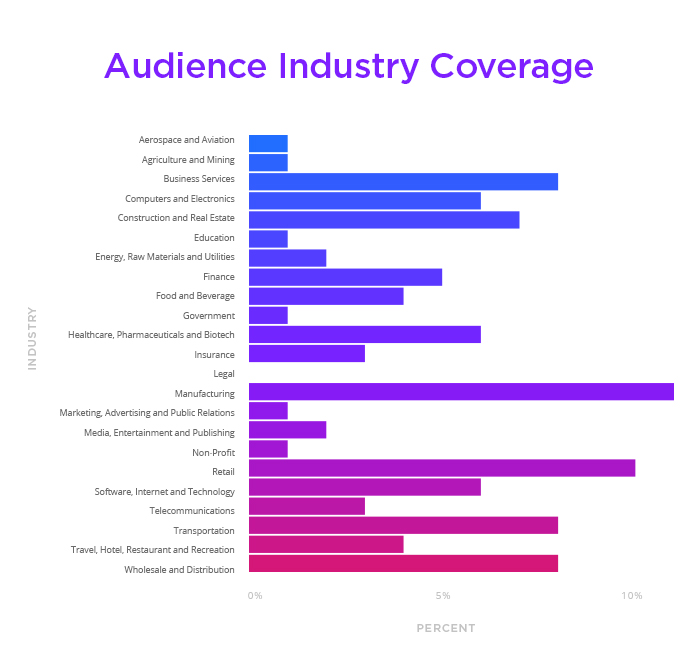 Audience Industry Coverage
Aerospace and Aviation
Agriculture and Mining
Business Services
Computers and Electronics
Construction and Real Estate
Education
Energy, Raw Materials and Utilities
Finance
Food and Beverage
Government
Healthcare, Pharmaceuticals and Biotech
Insurance
Legal
Manufacturing
Marketing, Advertising and Public Relations
Media, Entertainment and Publishing
Non-Profit
Retail
Software, Internet and Technology
Telecommunications
Transportation
Travel, Hotel, Restaurant and Recreation
Wholesale and Distribution
INDUSTRY
0% 5% 10%
PERCENT